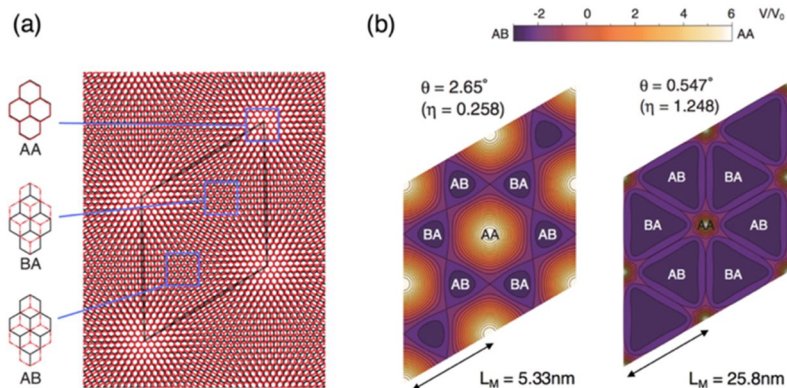 (a)
AA
BA
AB
(b)
-2 0 2 4 6 V/V₀
AB AA
θ = 2.65°
(η = 0.258)
θ = 0.547°
(η = 1.248)
AB BA
BA AA AB
AB BA
L_M = 5.33nm
AB BA
BA AA AB
AB BA
L_M = 25.8nm